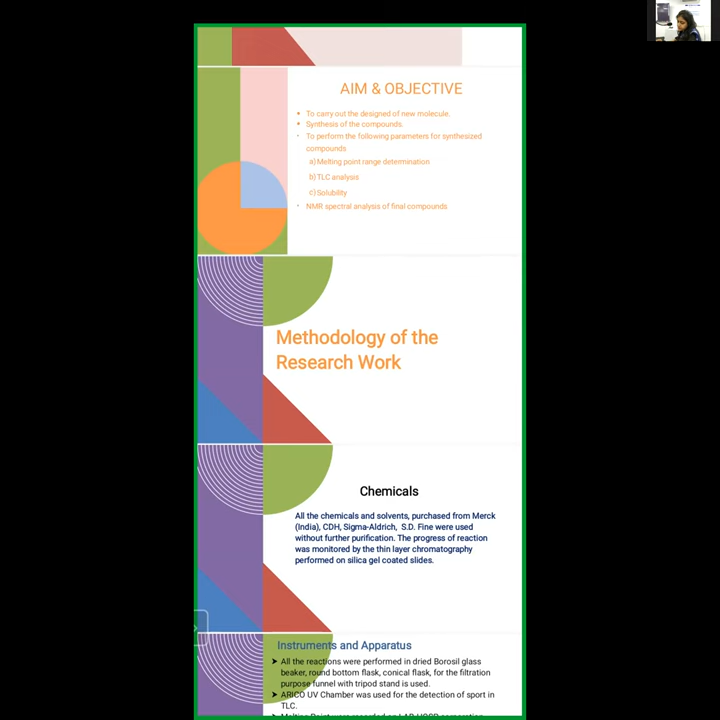 AIM & OBJECTIVE
• To carry out the designed of new molecule.
• Synthesis of the compounds.
• To perform the following parameters for synthesized
compounds
a) Melting point range determination
b) TLC analysis
c) Solubility
• NMR spectral analysis of final compounds
Methodology of the
Research Work
Chemicals
All the chemicals and solvents, purchased from Merck
(India), CDH, Sigma-Aldrich, S.D. Fine were used
without further purification. The progress of reaction
was monitored by the thin layer chromatography
performed on silica gel coated slides.
Instruments and Apparatus
➤ All the reactions were performed in dried Borosil glass
beaker, round bottom flask, conical flask, for the filtration
purpose funnel with tripod stand is used.
➤ ARICO UV Chamber was used for the detection of sport in
TLC.